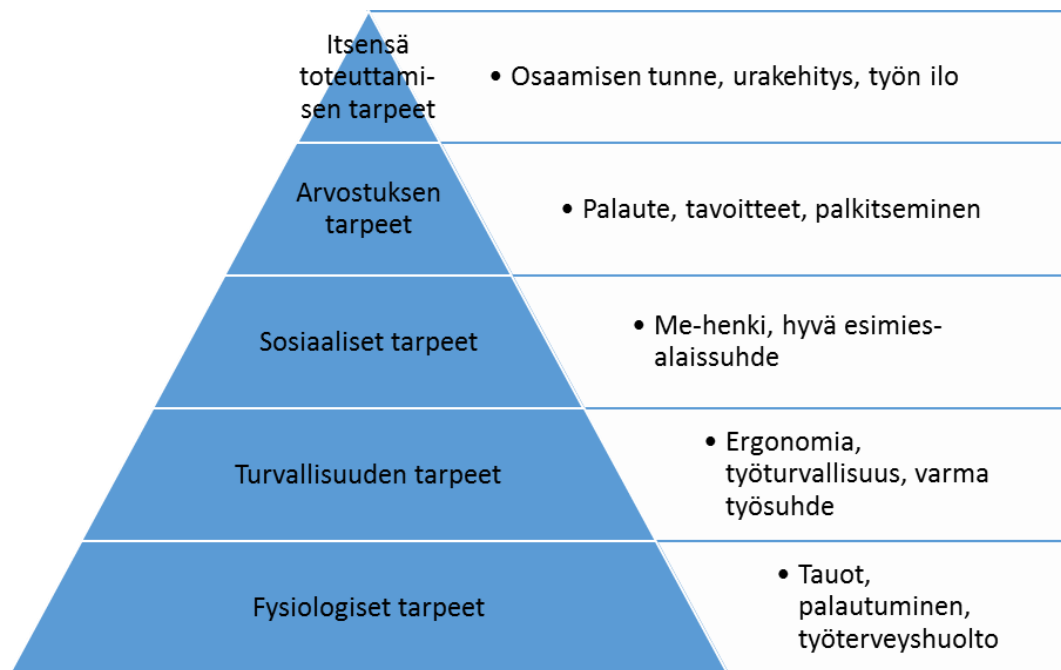 Itsensä
toteuttami-
sen tarpeet
• Osaamisen tunne, urakehitys, työn ilo
Arvostuksen
tarpeet
• Palaute, tavoitteet, palkitseminen
Sosiaaliset tarpeet
• Me-henki, hyvä esimies-
alaissuhde
Turvallisuuden tarpeet
• Ergonomia,
työturvallisuus, varma
työsuhde
Fysiologiset tarpeet
• Tauot,
palautuminen,
työterveyshuolto